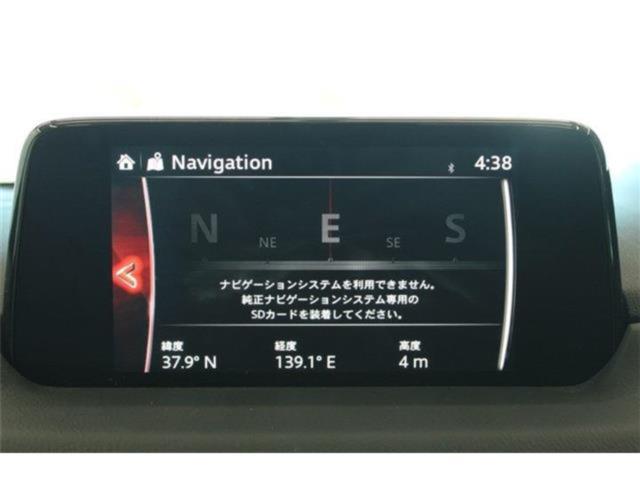 Navigation 4:38
N NE E SE S
ナビゲーションシステムを利用できません。
純正ナビゲーションシステム専用の
SDカードを装着してください。
緯度 経度 高度
37.9° N 139.1° E 4 m